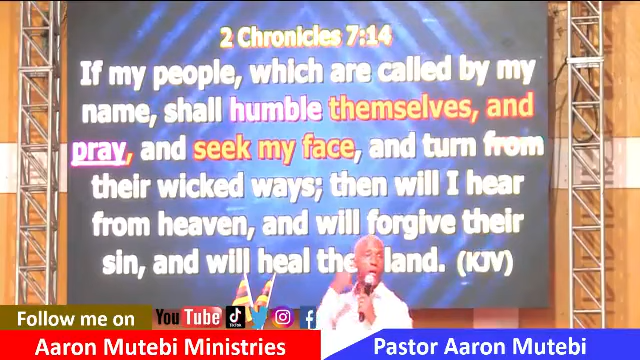 2 Chronicles 7:14
If my people, which are called by my
name, shall humble themselves, and
pray, and seek my face, and turn from
their wicked ways; then will I hear
from heaven, and will forgive their
sin, and will heal the land. (KJV)
Follow me on YouTube TikTok
Aaron Mutebi Ministries
Pastor Aaron Mutebi